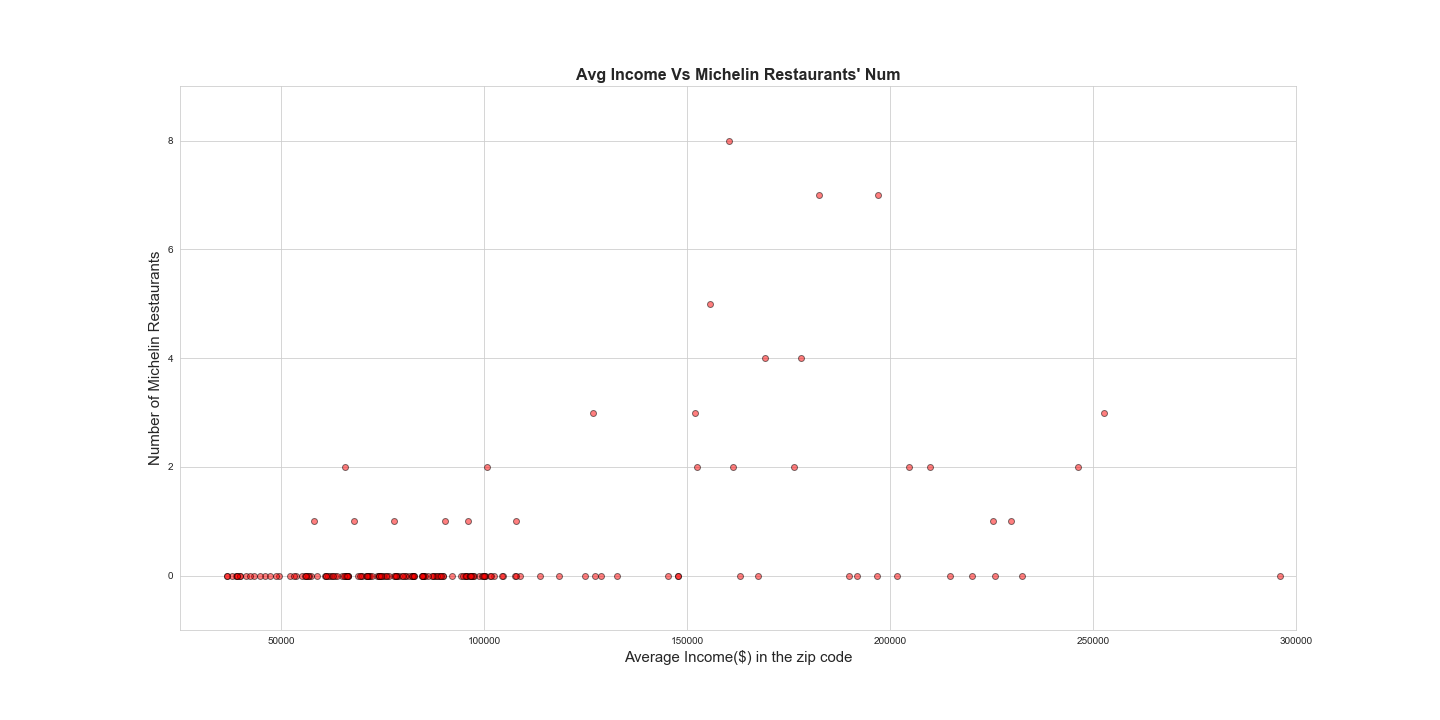 Avg Income Vs Michelin Restaurants' Num
Number of Michelin Restaurants
8
6
4
2
0
50000 100000 150000 200000 250000 300000
Average Income($) in the zip code